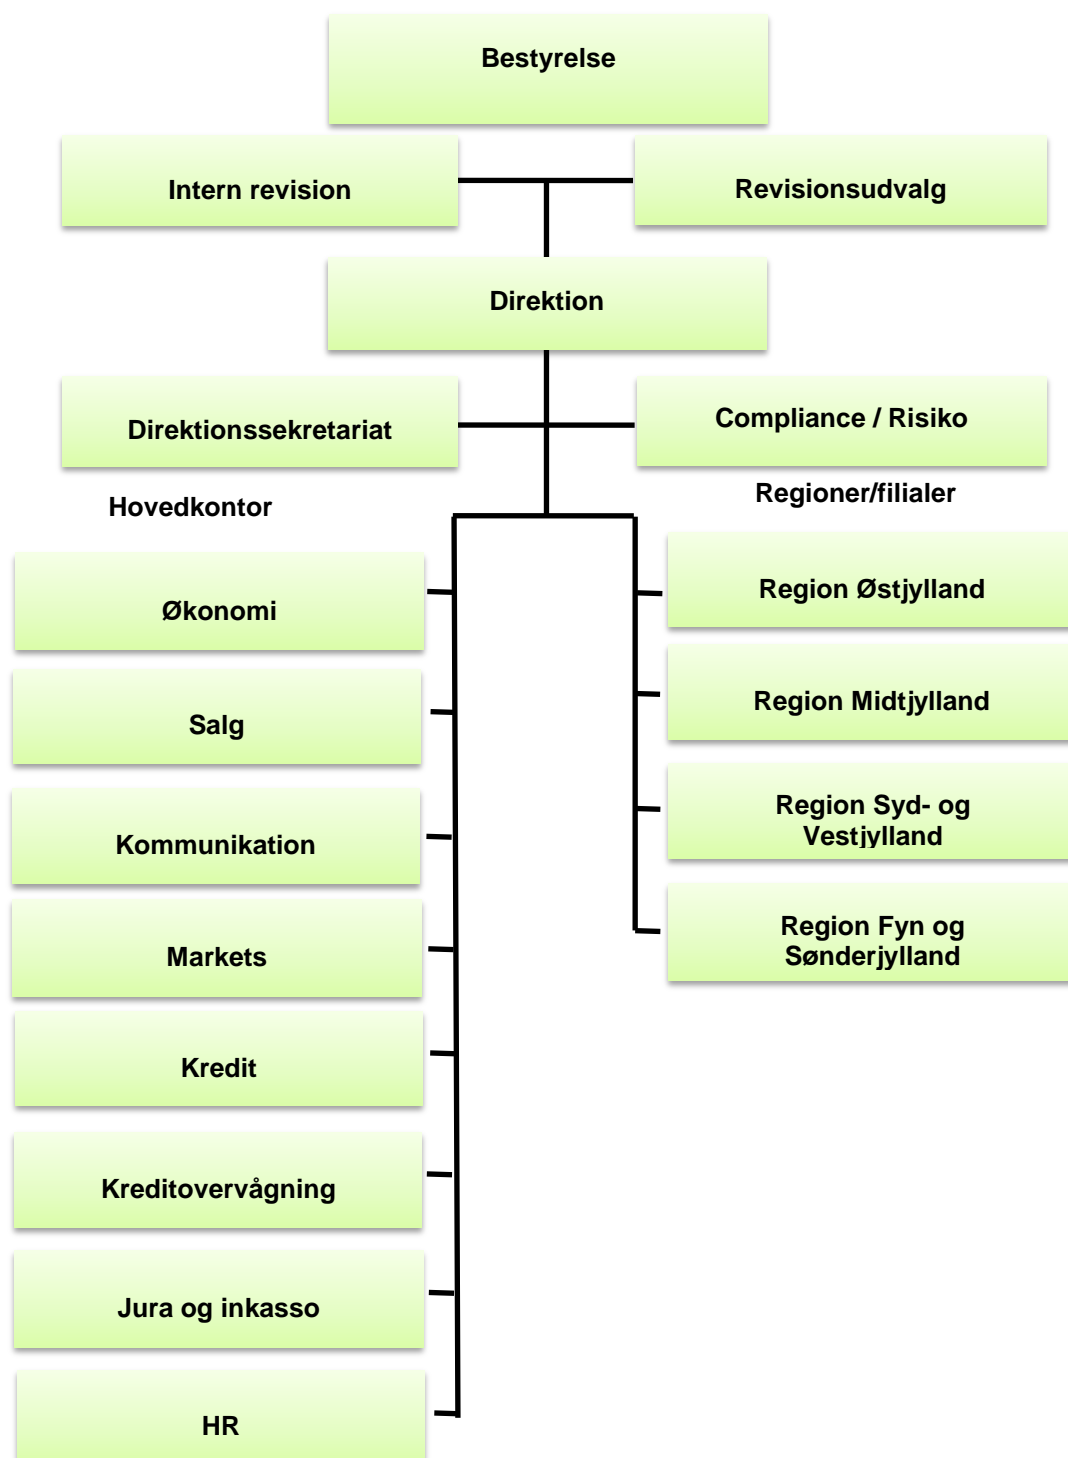 Bestyrelse
Intern revision
Revisionsudvalg
Direktion
Direktionssekretariat
Compliance / Risiko
Hovedkontor
Regioner/filialer
Økonomi
Salg
Kommunikation
Markets
Kredit
Kreditovervågning
Jura og inkasso
HR
Region Østjylland
Region Midtjylland
Region Syd- og
Vestjylland
Region Fyn og
Sønderjylland